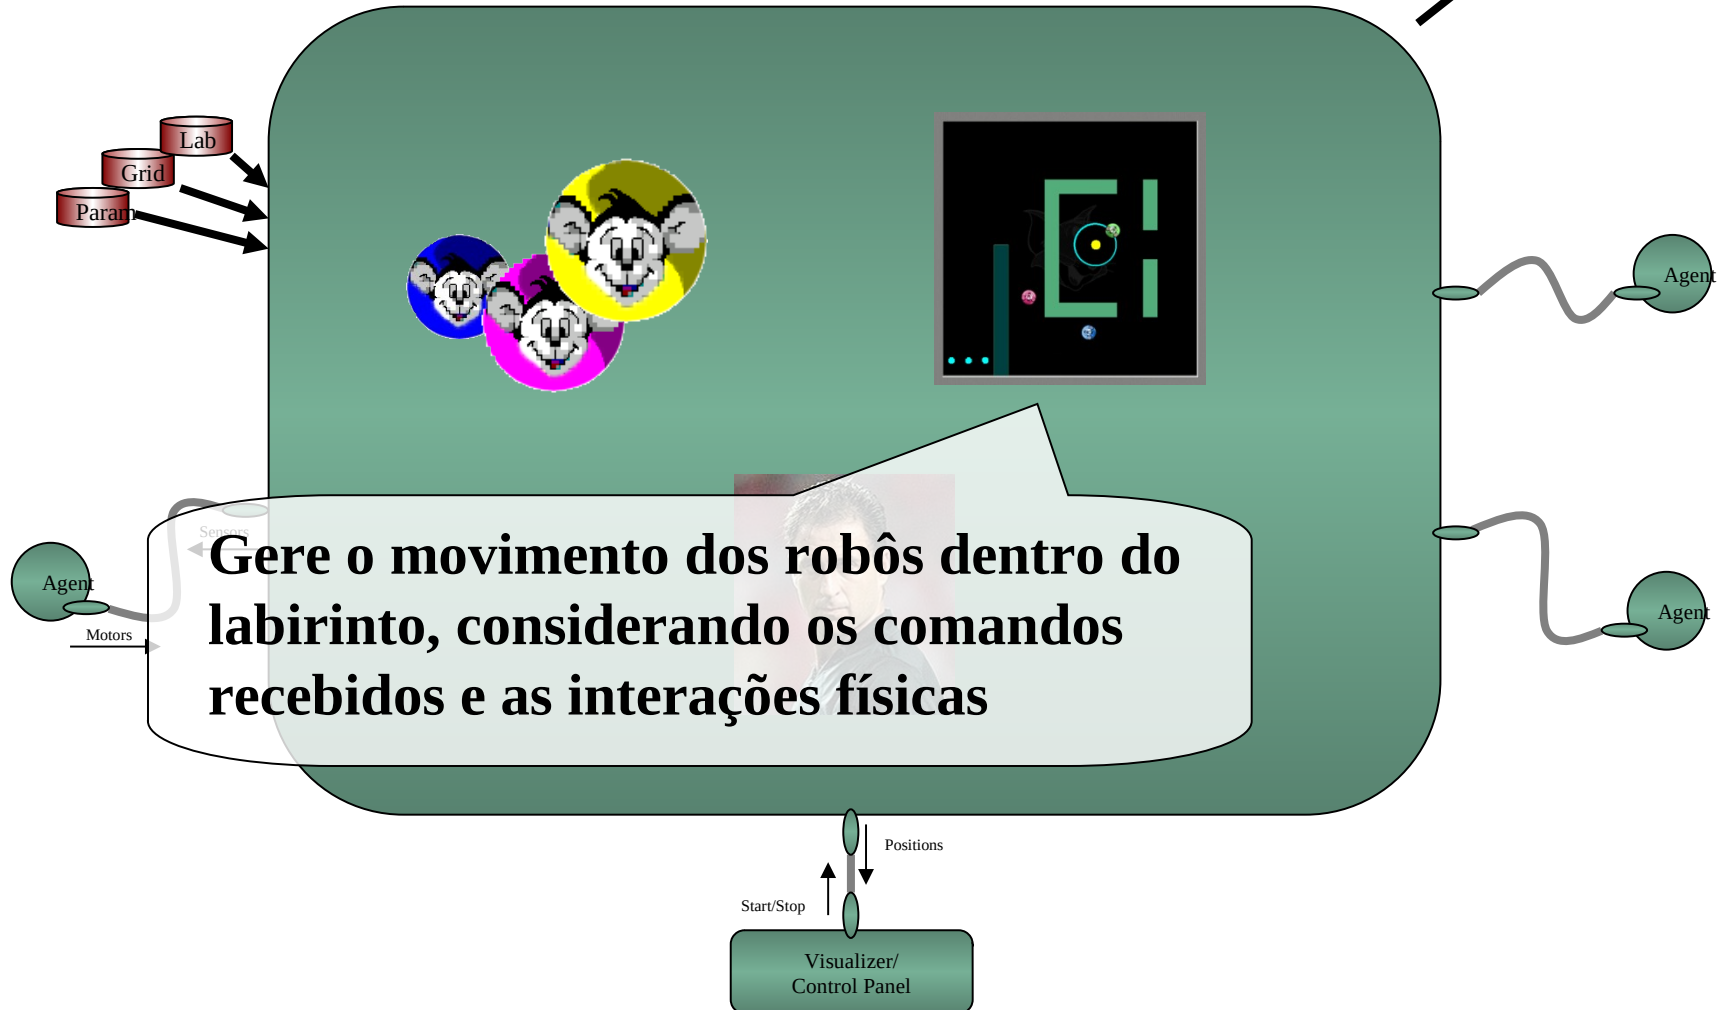 Lab
Grid
Param
Agent
Sensors
Gere o movimento dos robôs dentro do
labirinto, considerando os comandos
recebidos e as interações físicas
Agent
Motors
Agent
Positions
Start/Stop
Visualizer/
Control Panel